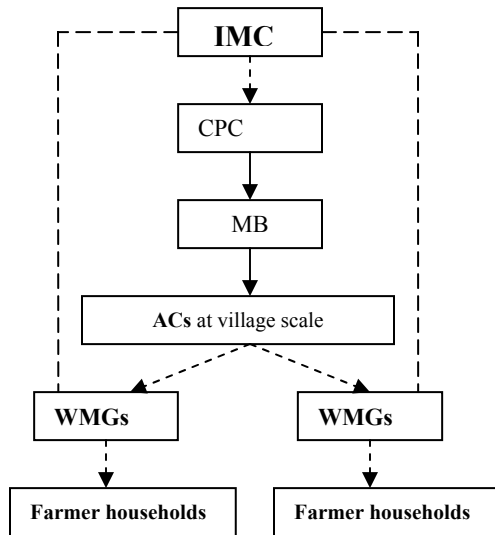 IMC
CPC
MB
ACs at village scale
WMGs
WMGs
Farmer households
Farmer households